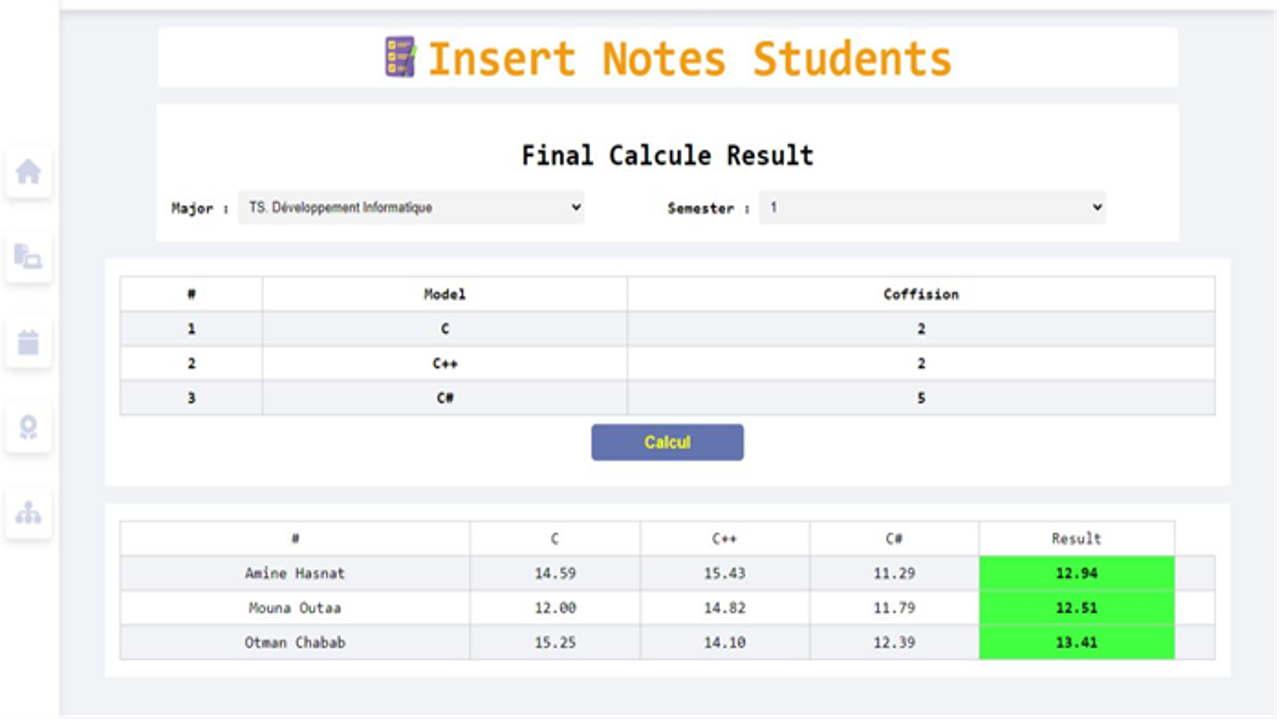 Insert Notes Students
Final Calcule Result
Major : TS. Développement Informatique Semester : 1
# Model Coffision
1 C 2
2 C++ 2
3 C# 5
Calcul
# C C++ C# Result
Amine Hasnat 14.59 15.43 11.29 12.94
Mouna Outaa 12.00 14.82 11.79 12.51
Otman Chabab 15.25 14.10 12.39 13.41